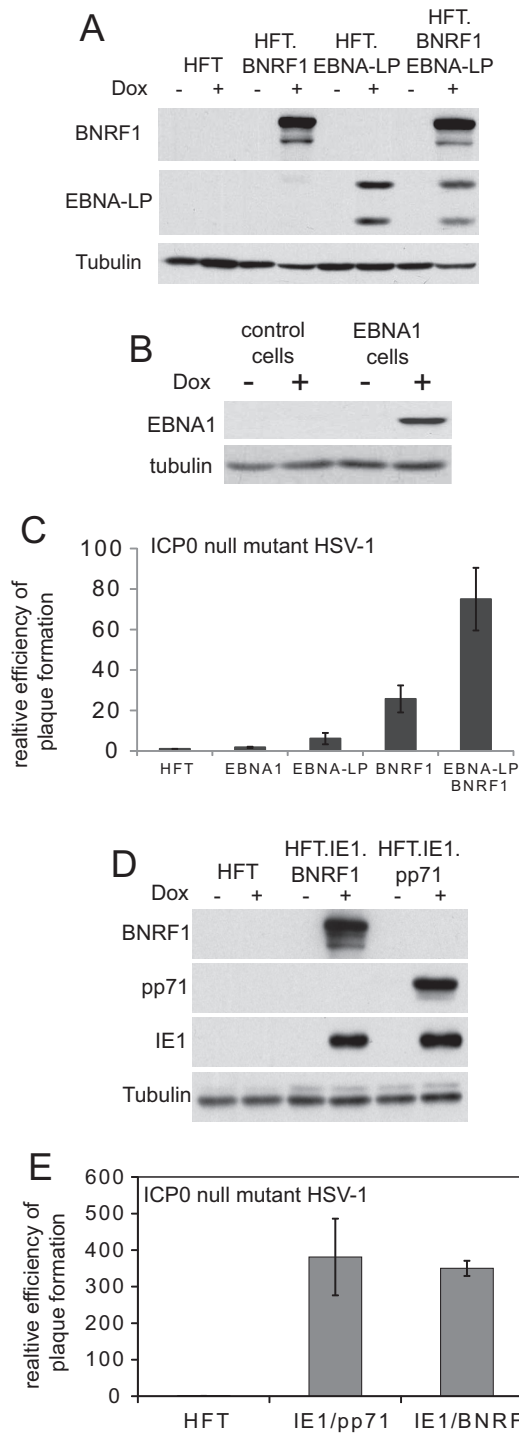 A
HFT
HFT.
BNRF1
HFT.
EBNA-LP
HFT.
BNRF1
EBNA-LP
Dox - + - + - + - +
BNRF1
EBNA-LP
Tubulin
B
control
cells
EBNA1
cells
Dox - + - +
EBNA1
tubulin
C
ICP0 null mutant HSV-1
realtive efficiency of
plaque formation
100
80
60
40
20
0
HFT EBNA1 EBNA-LP BNRF1 EBNA-LP
BNRF1
D
HFT
HFT.IE1.
BNRF1
HFT.IE1.
pp71
Dox - + - + - +
BNRF1
pp71
IE1
Tubulin
E
ICP0 null mutant HSV-1
realtive efficiency of
plaque formation
600
500
400
300
200
100
0
HFT IE1/pp71 IE1/BNRF